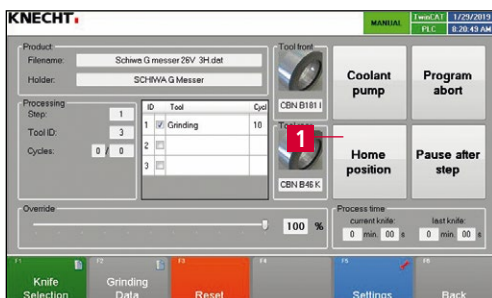 KNECHT.
MANUAL
TwinCAT
1/29/2019
PLC
8:20:49 AM
Product
Filename:
Schiwa G messer 26V 3H.dat
Holder:
SCHIWA G Messer
Tool front
CBN B181 I
Coolant pump
Program abort
Processing
Step:
1
Tool ID:
3
Cycles:
0 / 0
ID Tool Cycl
1 Grinding 10
2
3
1
CBN B46 K
Home position
Pause after step
Override
100 %
Process time
current knife:
0 min. 00 s
last knife:
0 min. 00 s
F1
Knife Selection
F2
Grinding Data
F3
Reset
F4
F5
Settings
Back